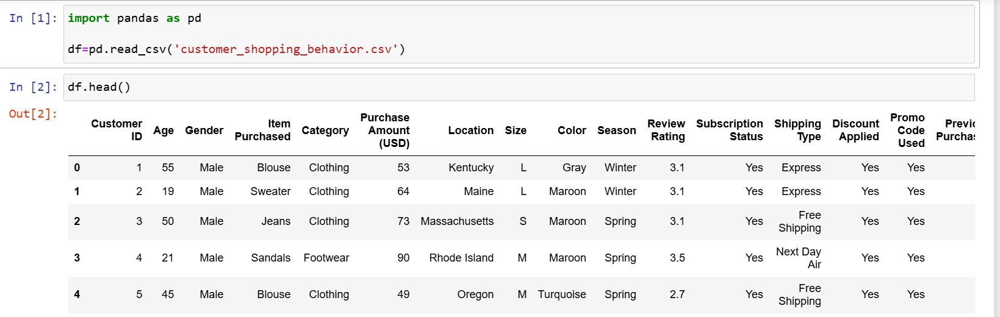 In [1]: import pandas as pd
df=pd.read_csv('customer_shopping_behavior.csv')
In [2]: df.head()
Out[2]:
Customer ID Age Gender Item Purchased Category Purchase Amount (USD) Location Size Color Season Review Rating Subscription Status Shipping Type Discount Applied Promo Code Used
0 1 55 Male Blouse Clothing 53 Kentucky L Gray Winter 3.1 Yes Express Yes Yes
1 2 19 Male Sweater Clothing 64 Maine L Maroon Winter 3.1 Yes Express Yes Yes
2 3 50 Male Jeans Clothing 73 Massachusetts S Maroon Spring 3.1 Yes Free Shipping Yes Yes
3 4 21 Male Sandals Footwear 90 Rhode Island M Maroon Spring 3.5 Yes Next Day Air Yes Yes
4 5 45 Male Blouse Clothing 49 Oregon M Turquoise Spring 2.7 Yes Free Shipping Yes Yes